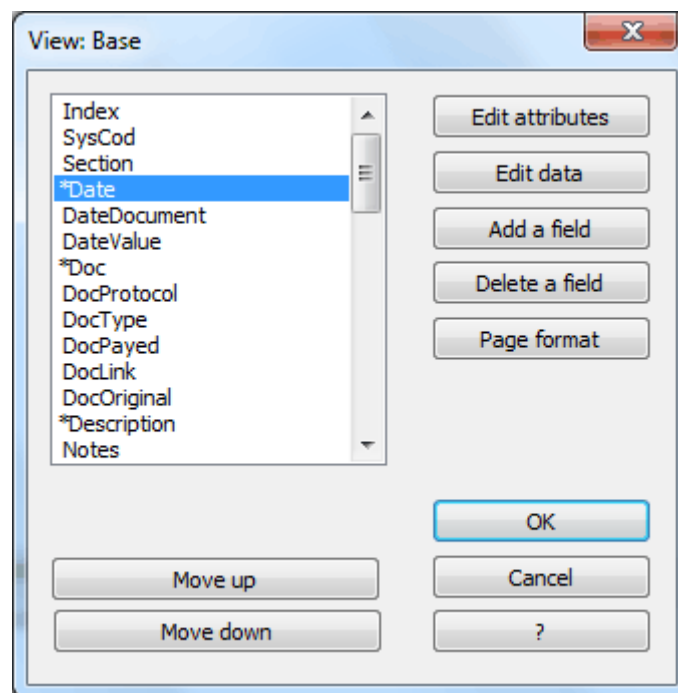 View: Base
Index
SysCod
Section
*Date
DateDocument
DateValue
*Doc
DocProtocol
DocType
DocPayed
DocLink
DocOriginal
*Description
Notes
Edit attributes
Edit data
Add a field
Delete a field
Page format
OK
Cancel
?
Move up
Move down